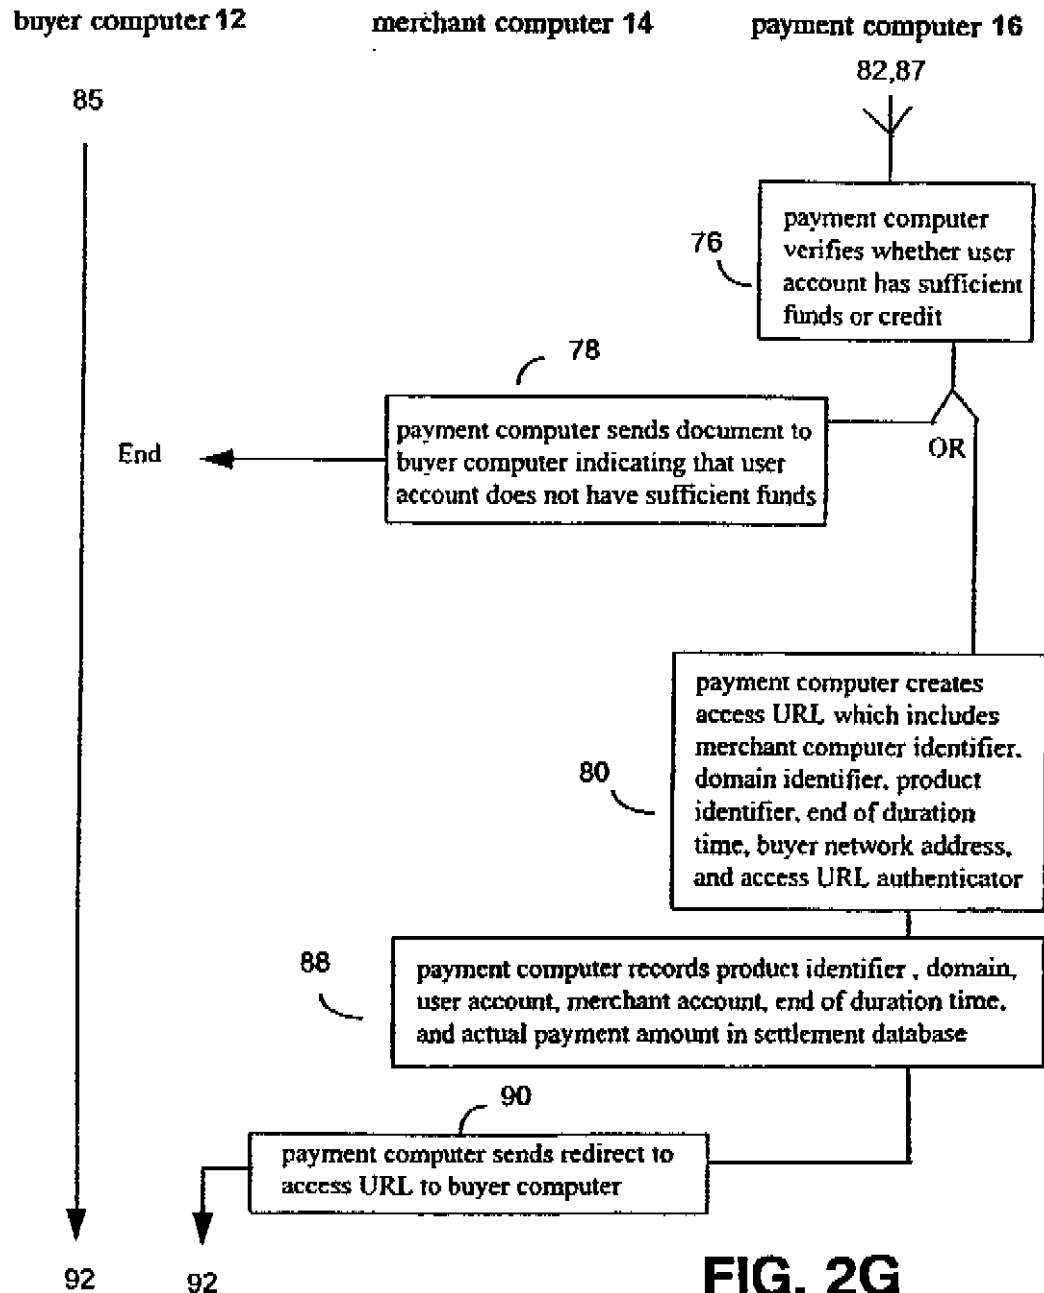 buyer computer 12
merchant computer 14
payment computer 16
82,87
85
payment computer
verifies whether user
account has sufficient
funds or credit
76
78
payment computer sends document to
buyer computer indicating that user
account does not have sufficient funds
End
OR
payment computer creates
access URL which includes
merchant computer identifier,
domain identifier, product
identifier, end of duration
time, buyer network address,
and access URL authenticator
80
88
payment computer records product identifier , domain,
user account, merchant account, end of duration time,
and actual payment amount in settlement database
90
payment computer sends redirect to
access URL to buyer computer
92
92
FIG. 2G